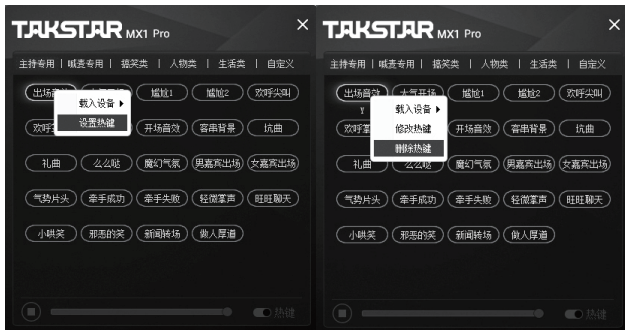 TAKSTAR MX1 Pro ×
主持专用 | 喊麦专用 | 搞笑类 | 人物类 | 生活类 | 自定义
出场音效 尴尬1 尴尬2 欢呼尖叫
载入设备
设置热键
欢呼 开场音效 客串背景 坑曲
礼曲 么么哒 魔幻气氛 男嘉宾出场 女嘉宾出场
气势片头 牵手成功 牵手失败 轻微掌声 旺旺聊天
小哄笑 邪恶的笑 新闻转场 做人厚道
热键
TAKSTAR MX1 Pro ×
主持专用 | 喊麦专用 | 搞笑类 | 人物类 | 生活类 | 自定义
出场音效 大气开场 尴尬1 尴尬2 欢呼尖叫
Y
载入设备
修改热键
删除热键
欢呼 开场音效 客串背景 坑曲
礼曲 么么哒 魔幻气氛 男嘉宾出场 女嘉宾出场
气势片头 牵手成功 牵手失败 轻微掌声 旺旺聊天
小哄笑 邪恶的笑 新闻转场 做人厚道
热键